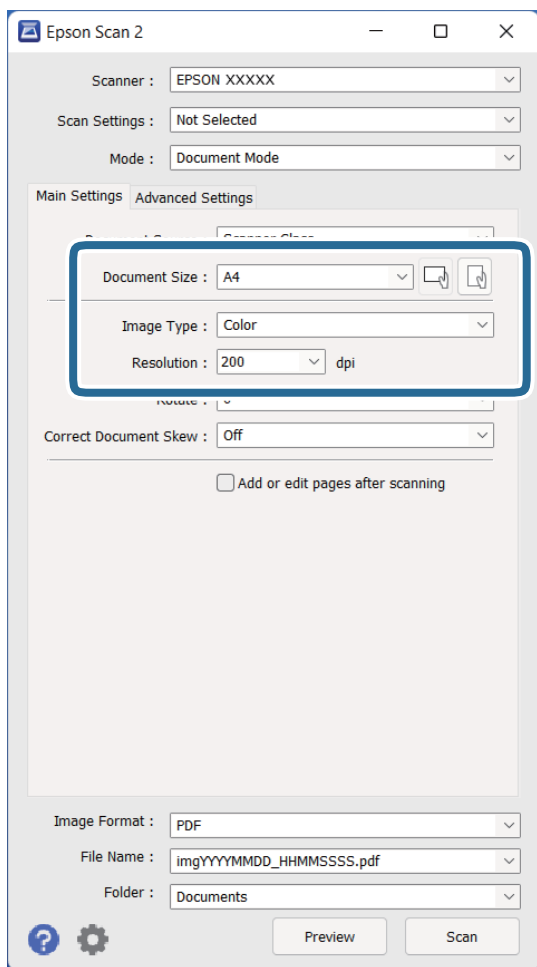 Epson Scan 2
Scanner : EPSON XXXXX
Scan Settings : Not Selected
Mode : Document Mode
Main Settings Advanced Settings
Document Size : A4
Image Type : Color
Resolution : 200 dpi
Rotate :
Correct Document Skew : Off
Add or edit pages after scanning
Image Format : PDF
File Name : imgYYYYMMDD_HHMMSSSS.pdf
Folder : Documents
? Preview Scan